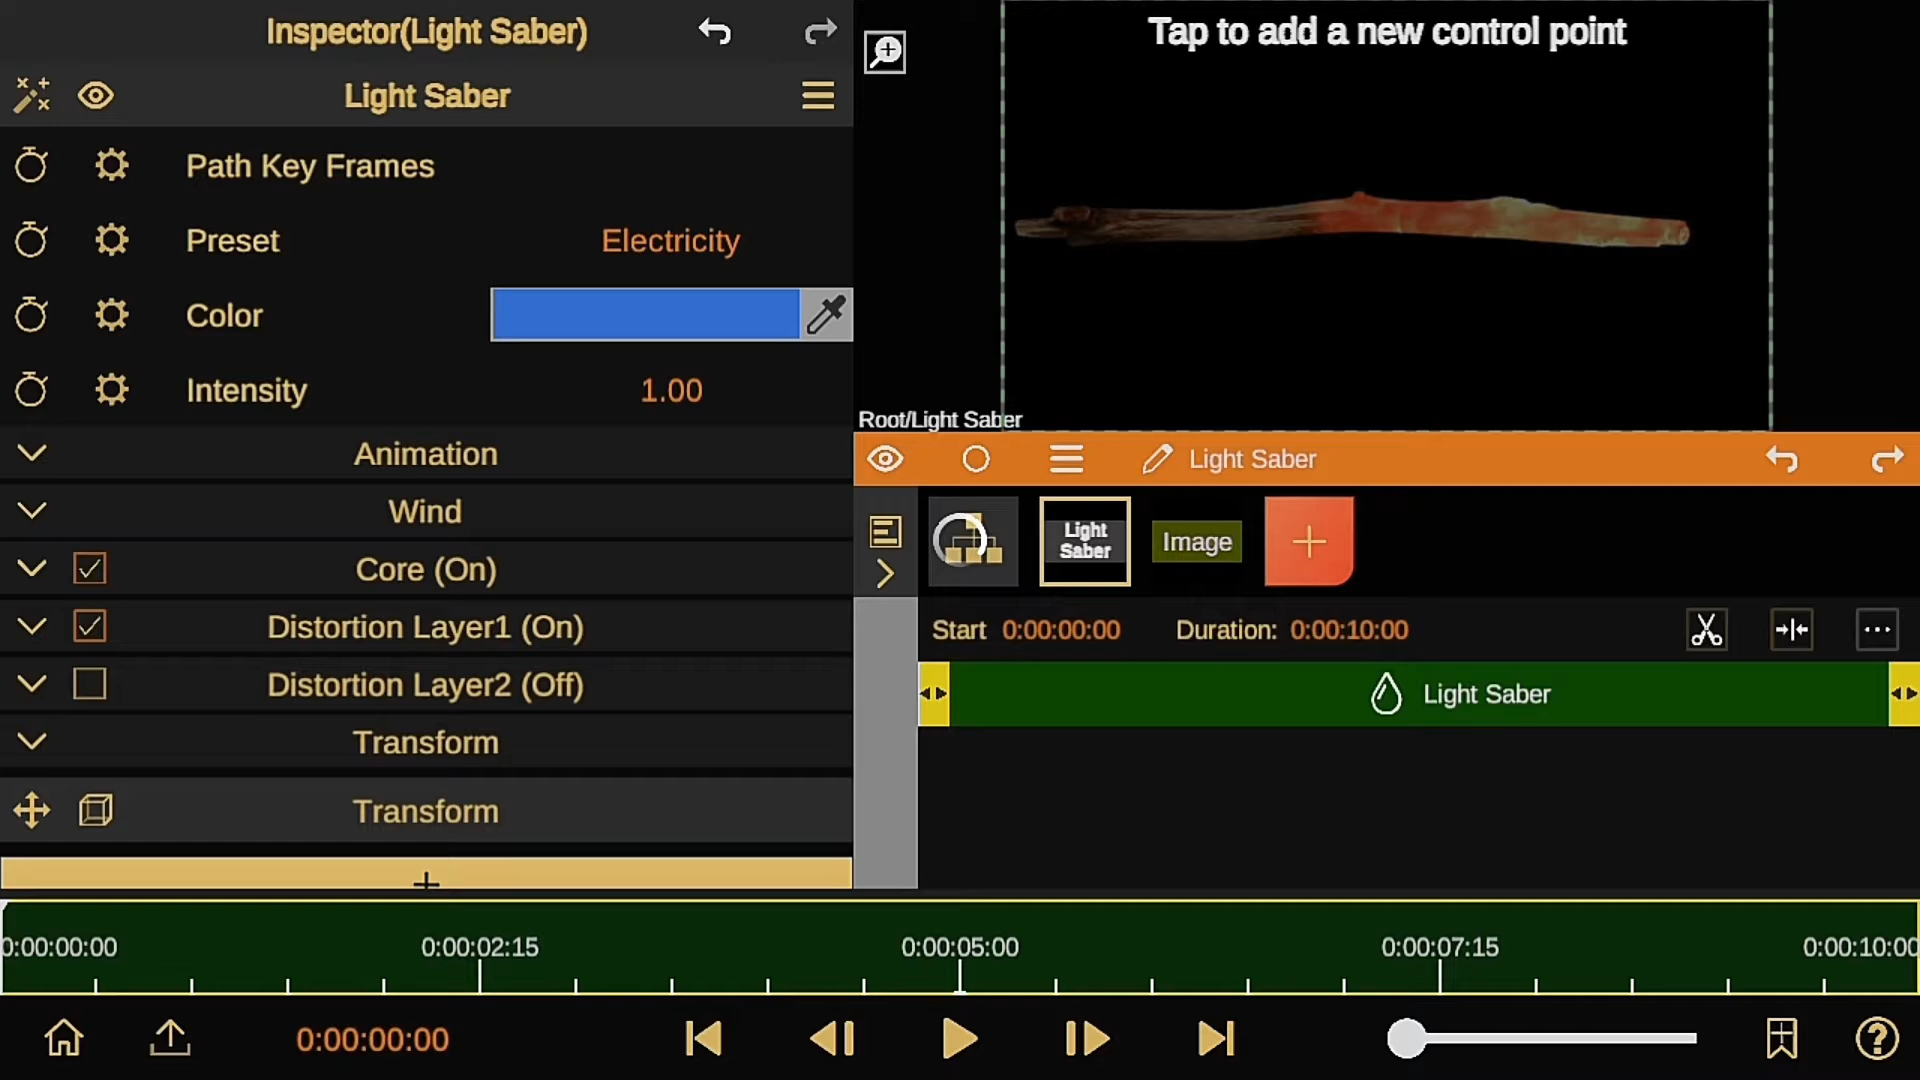 Inspector(Light Saber)
Light Saber
Path Key Frames
Preset
Electricity
Color
Intensity
1.00
Animation
Wind
Core (On)
Distortion Layer1 (On)
Distortion Layer2 (Off)
Transform
Transform
Tap to add a new control point
Root/Light Saber
Light Saber
Light
Saber
Image
Start 0:00:00:00 Duration: 0:00:10:00
Light Saber
0:00:00:00 0:00:02:15 0:00:05:00 0:00:07:15 0:00:10:00
0:00:00:00